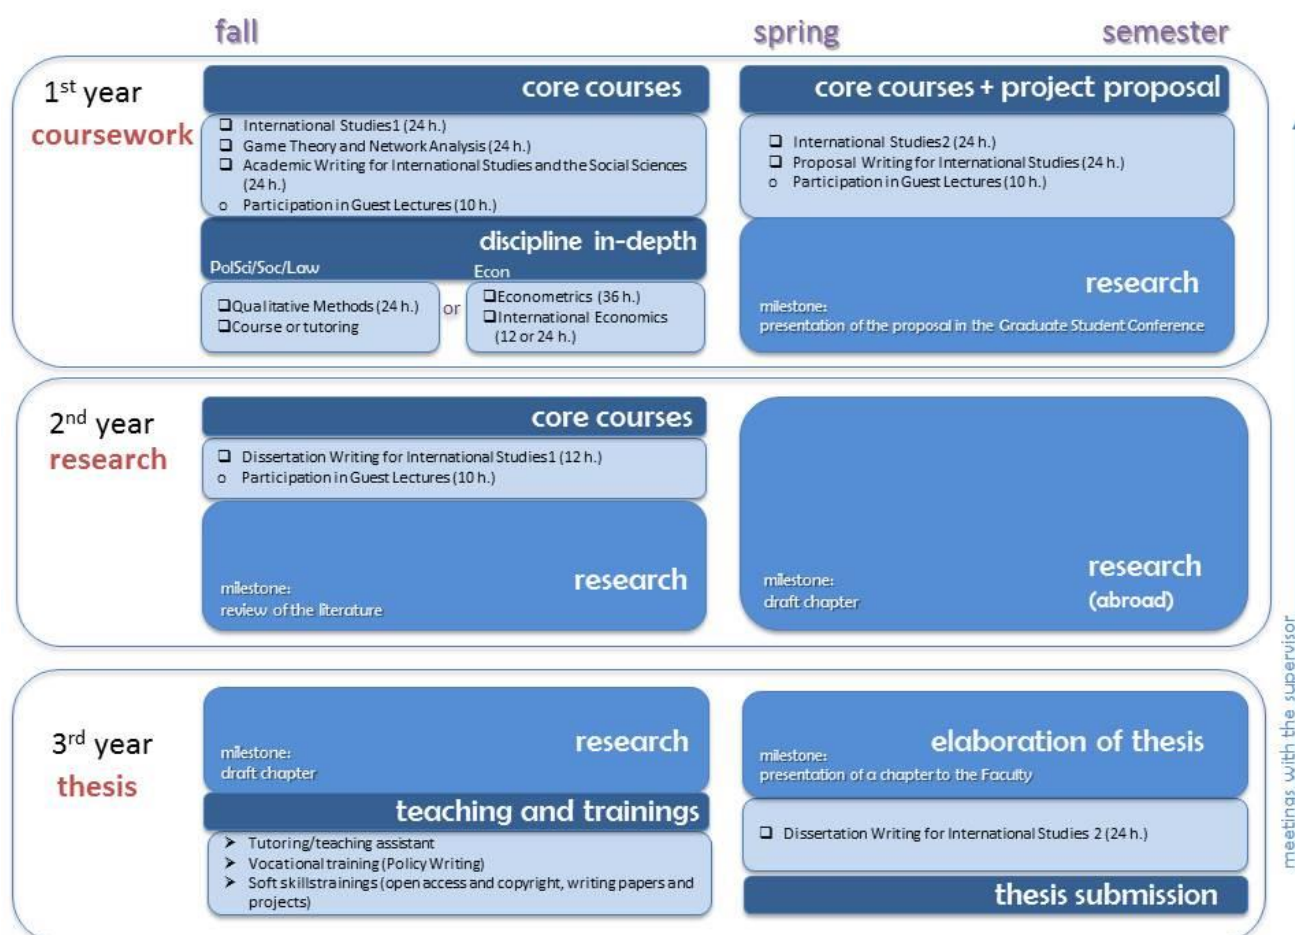 fall spring semester
1st year
coursework
core courses
❑ International Studies1 (24 h.)
❑ Game Theory and Network Analysis (24 h.)
❑ Academic Writing for International Studies and the Social Sciences
(24 h.)
o Participation in Guest Lectures (10 h.)
discipline in-depth
PolSci/Soc/Law Econ
❑Qualitative Methods (24 h.)
❑Course or tutoring
or
❑Econometrics (36 h.)
❑International Economics
(12 or 24 h.)
core courses + project proposal
❑ International Studies2 (24 h.)
❑ Proposal Writing for International Studies (24 h.)
o Participation in Guest Lectures (10 h.)
research
milestone:
presentation of the proposal in the Graduate Student Conference
2nd year
research
core courses
❑ Dissertation Writing for International Studies1 (12 h.)
o Participation in Guest Lectures (10 h.)
research
milestone:
review of the literature
research
(abroad)
milestone:
draft chapter
3rd year
thesis
research
milestone:
draft chapter
teaching and trainings
➢ Tutoring/teaching assistant
➢ Vocational training (Policy Writing)
➢ Soft skillstrainings (open access and copyright, writing papers and
projects)
elaboration of thesis
milestone:
presentation of a chapter to the Faculty
❑ Dissertation Writing for International Studies 2 (24 h.)
thesis submission
meetings with the supervisor